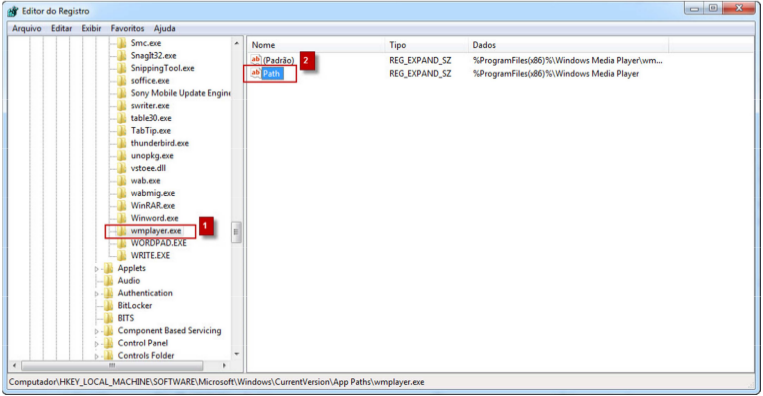 Editor do Registro
Arquivo Editar Exibir Favoritos Ajuda
Smc.exe
SnagIt32.exe
SnippingTool.exe
soffice.exe
Sony Mobile Update Engine
swriter.exe
table30.exe
TabTip.exe
thunderbird.exe
unopkg.exe
vstoee.dll
wab.exe
wabmig.exe
WinRAR.exe
Winword.exe
wmplayer.exe 1
WORDPAD.EXE
WRITE.EXE
Applets
Audio
Authentication
BitLocker
BITS
Component Based Servicing
Control Panel
Controls Folder
Nome Tipo Dados
ab (Padrão) 2 REG_EXPAND_SZ %ProgramFiles(x86)%\Windows Media Player\wm...
ab Path REG_EXPAND_SZ %ProgramFiles(x86)%\Windows Media Player
Computador\HKEY_LOCAL_MACHINE\SOFTWARE\Microsoft\Windows\CurrentVersion\App Paths\wmplayer.exe